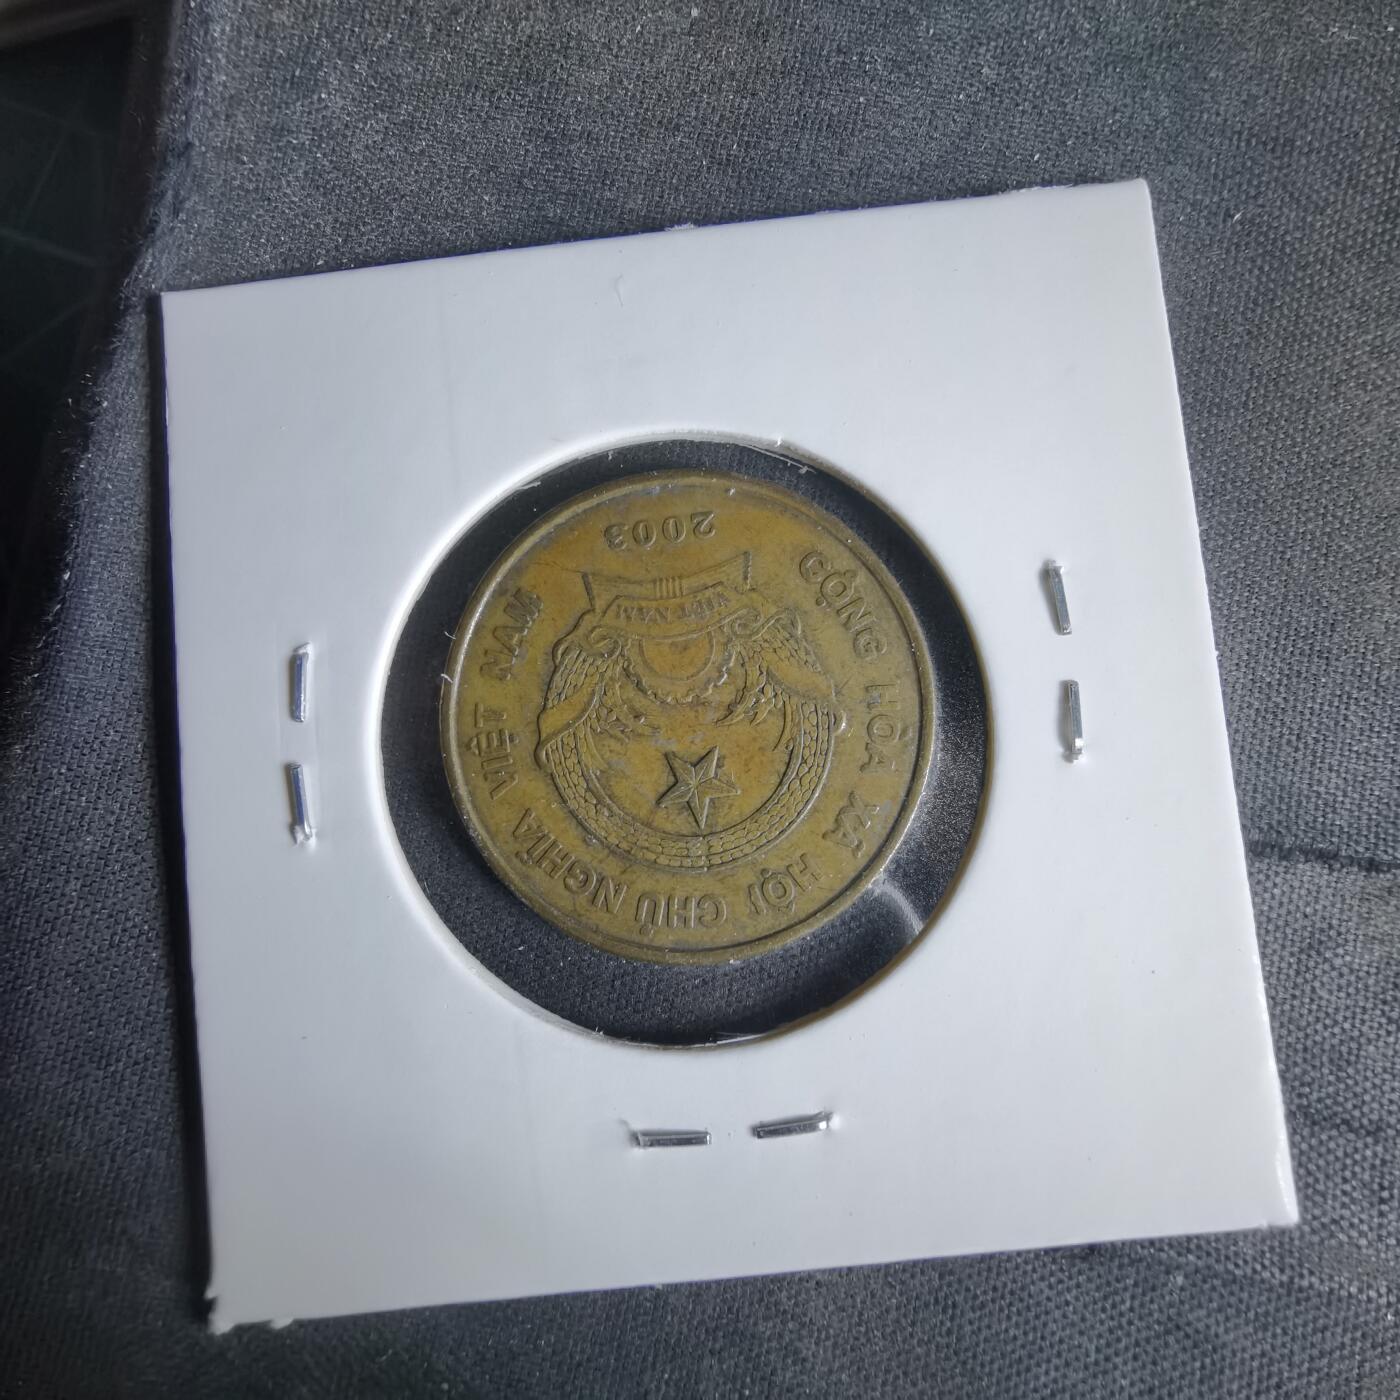 CỘNG HÒA XÃ HỘI CHỦ NGHĨA VIỆT NAM
VIỆT NAM
2003